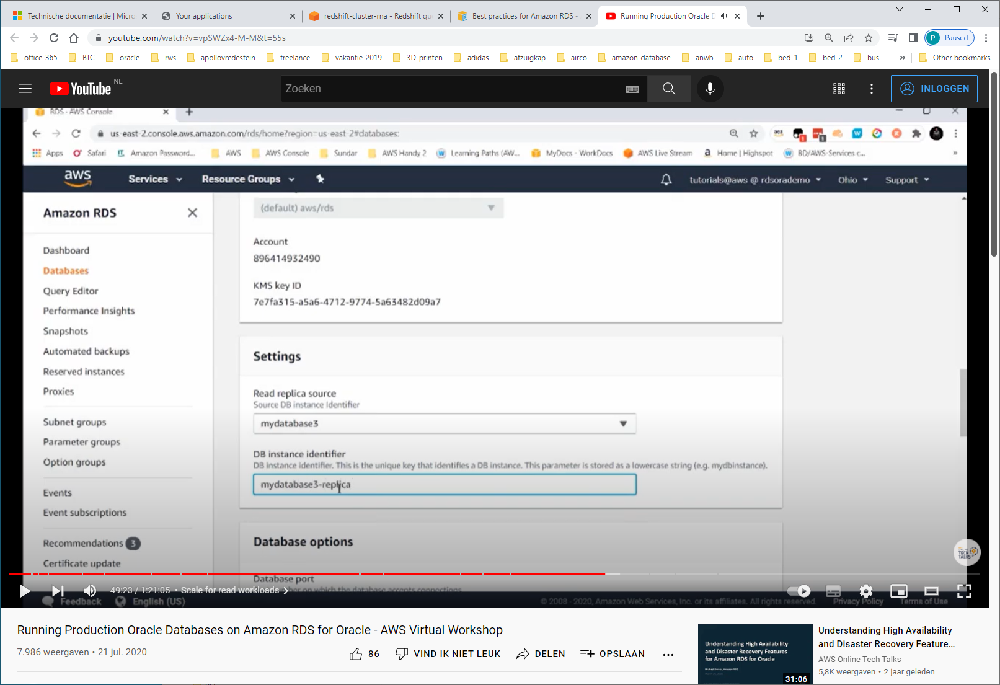 Technische documentatie | Micro
Your applications
redshift-cluster-rna - Redshift qu
Best practices for Amazon RDS -
Running Production Oracle D
youtube.com/watch?v=vpSWZx4-M-M&t=55s
P Paused
office-365 BTC oracle rws apollovredestein freelance vakantie-2019 3D-printen adidas afzuigkap airco amazon-database anwb auto bed-1 bed-2 bus » Other bookmarks
YouTube NL
Zoeken
INLOGGEN
RDS - AWS Console
us-east-2.console.aws.amazon.com/rds/home?region=us-east-2#databases:
Apps Safari Amazon Password... AWS AWS Console Sundar AWS Handy 2 Learning Paths (AW... MyDocs - WorkDocs AWS Live Stream Home | Highspot BD/AWS-Services c... »
aws Services Resource Groups tutorials@aws @ rdsorademo Ohio Support
Amazon RDS
Dashboard
Databases
Query Editor
Performance Insights
Snapshots
Automated backups
Reserved instances
Proxies
Subnet groups
Parameter groups
Option groups
Events
Event subscriptions
Recommendations 3
Certificate update
(default) aws/rds
Account
896414932490
KMS key ID
7e7fa315-a5a6-4712-9774-5a63482d09a7
Settings
Read replica source
Source DB instance identifier
mydatabase3
DB instance identifier
DB instance identifier. This is the unique key that identifies a DB instance. This parameter is stored as a lowercase string (e.g. mydbinstance).
mydatabase3-replica
Database options
Database port
on which the database accepts connections
TECH TALKS
49:23 / 1:21:05 • Scale for read workloads
Feedback English (US)
© 2008 - 2020, Amazon Web Services, Inc. or its affiliates. All rights reserved. Privacy Policy Terms of Use
Running Production Oracle Databases on Amazon RDS for Oracle - AWS Virtual Workshop
7.986 weergaven • 21 jul. 2020
86 VIND IK NIET LEUK DELEN OPSLAAN ...
Understanding High Availability
and Disaster Recovery Features
for Amazon RDS for Oracle
31:06
Understanding High Availability
and Disaster Recovery Feature...
AWS Online Tech Talks
5,8K weergaven • 2 jaar geleden